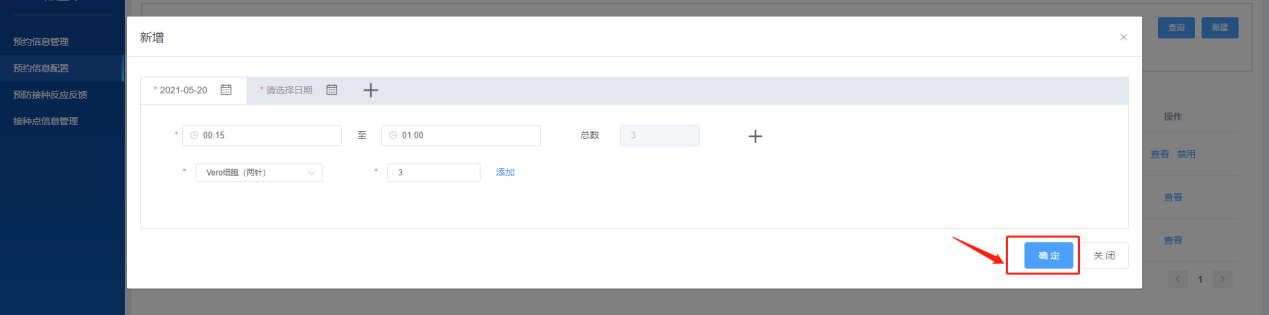 新增
×
预约信息管理
预约信息配置
预防接种反应反馈
接种点信息管理
查询 新建
* 2021-05-20 * 请选择日期
* 00:15 至 01:00 总数 3
* Vero细胞（两针） * 3 添加
操作
查看 禁用
查看
查看
确 定 关 闭
< 1 >